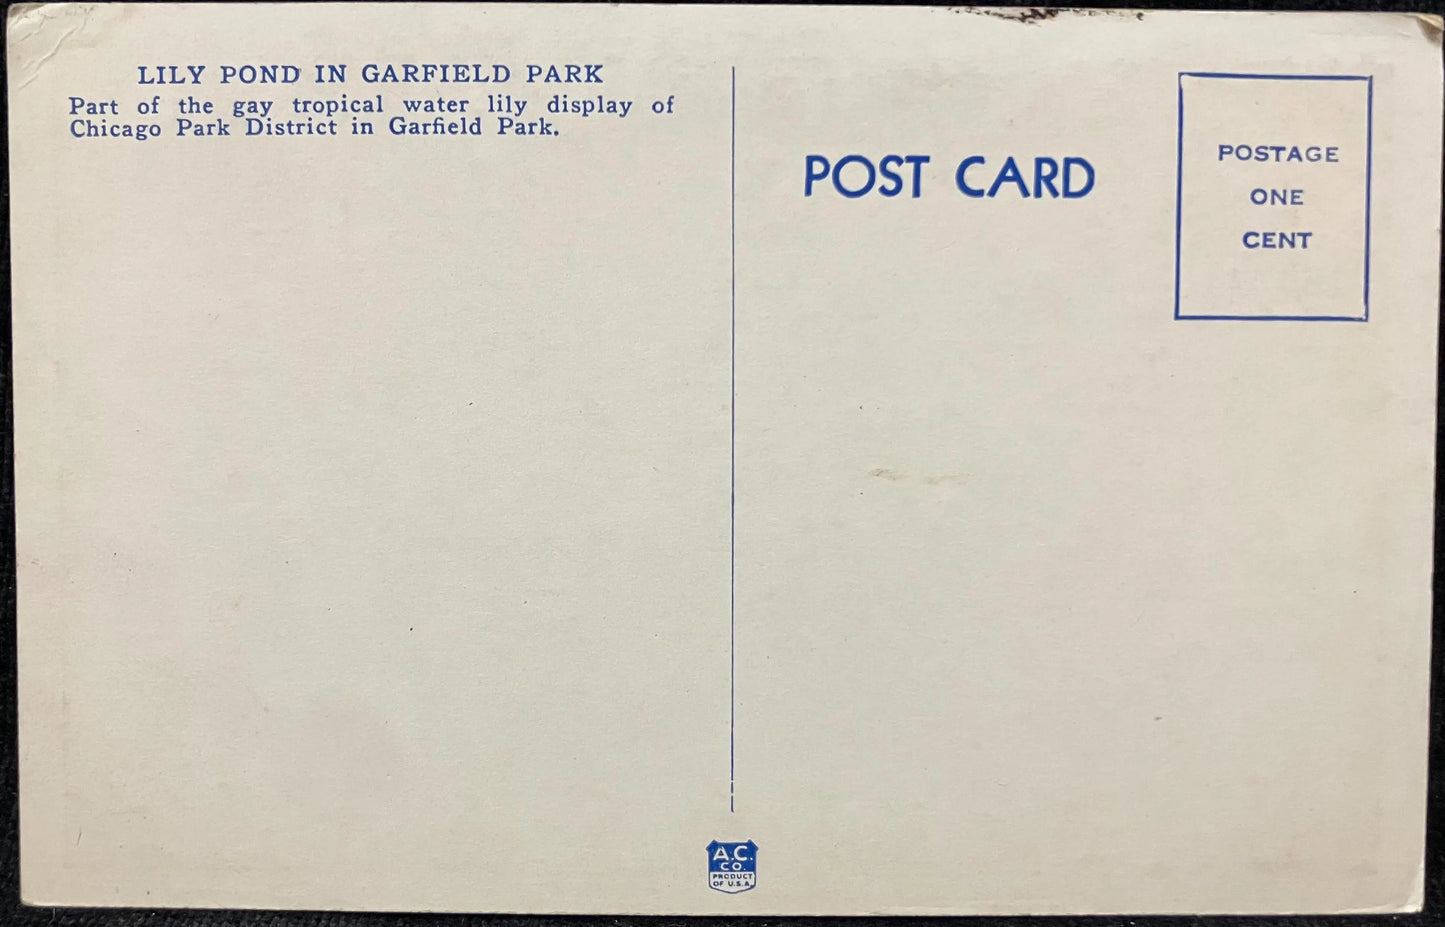 LILY POND IN GARFIELD PARK
Part of the gay tropical water lily display of
Chicago Park District in Garfield Park.
POST CARD
POSTAGE
ONE
CENT
A.C.
CO.
PRODUCT
OF U.S.A.